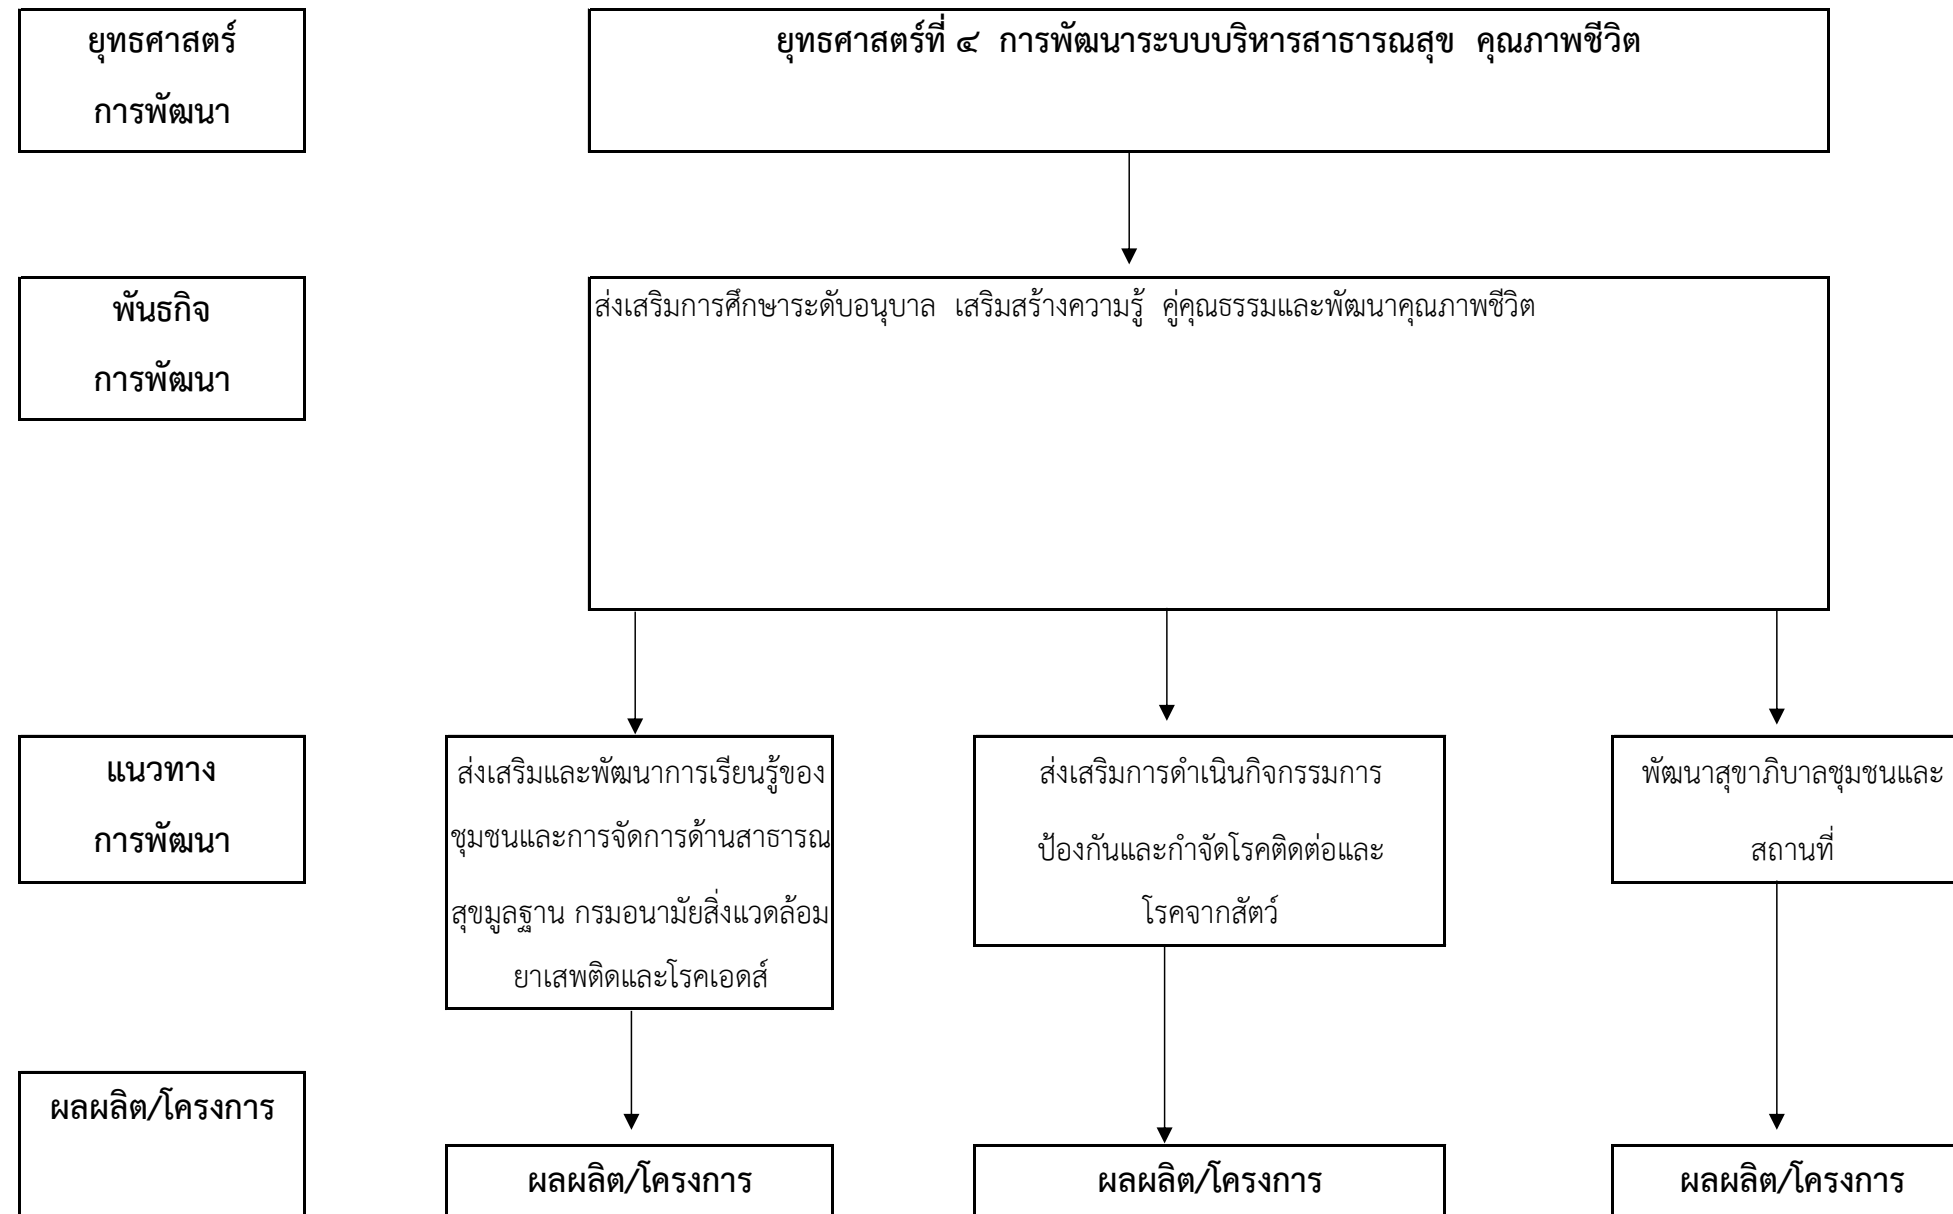 ยุทธศาสตร์
การพัฒนา
ยุทธศาสตร์ที่ ๔ การพัฒนาระบบบริหารสาธารณสุข คุณภาพชีวิต
พันธกิจ
การพัฒนา
ส่งเสริมการศึกษาระดับอนุบาล เสริมสร้างความรู้ คู่คุณธรรมและพัฒนาคุณภาพชีวิต
แนวทาง
การพัฒนา
ส่งเสริมและพัฒนาการเรียนรู้ของ
ชุมชนและการจัดการด้านสาธารณ
สุขมูลฐาน กรมอนามัยสิ่งแวดล้อม
ยาเสพติดและโรคเอดส์
ส่งเสริมการดำเนินกิจกรรมการ
ป้องกันและกำจัดโรคติดต่อและ
โรคจากสัตว์
พัฒนาสุขาภิบาลชุมชนและ
สถานที่
ผลผลิต/โครงการ
ผลผลิต/โครงการ
ผลผลิต/โครงการ
ผลผลิต/โครงการ